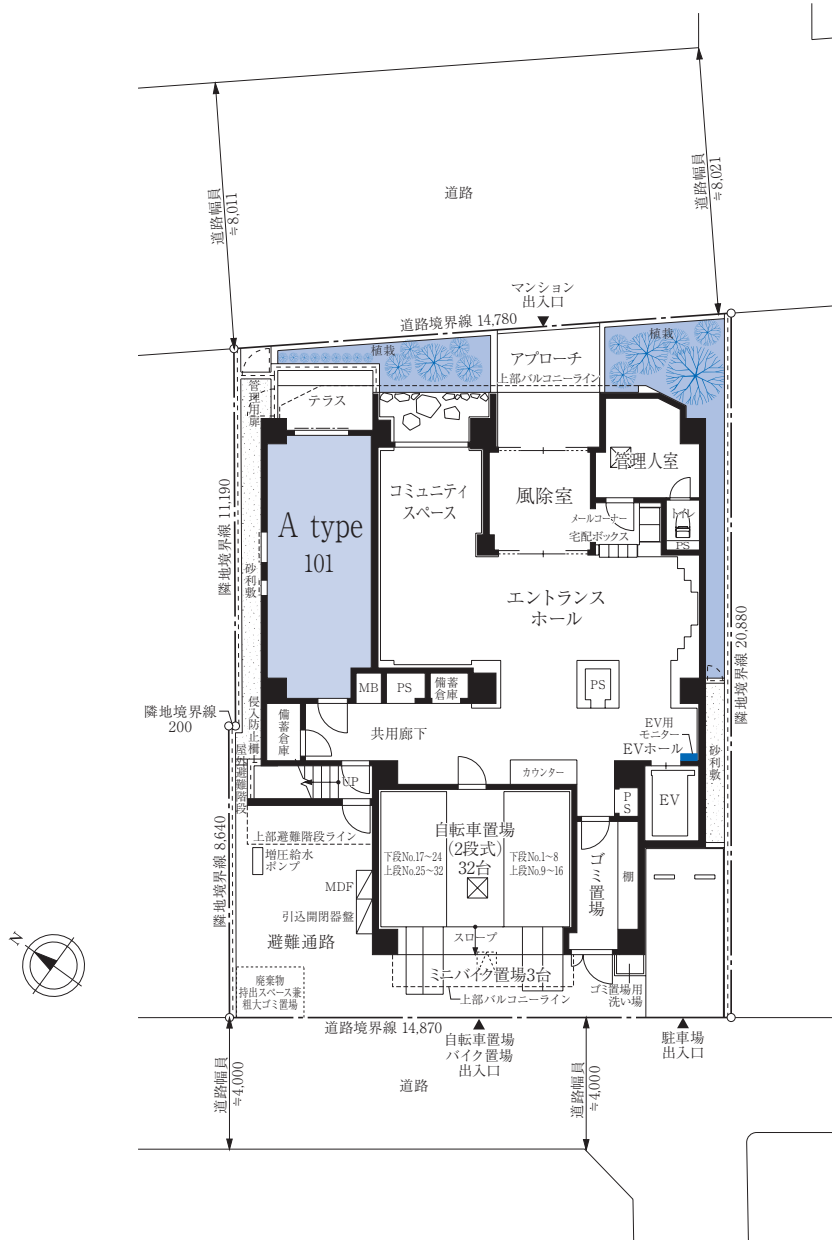 道路幅員
≒8,011
道路幅員
≒8,021
道路
マンション
出入口
道路境界線 14,780
植栽
植栽
アプローチ
上部バルコニーライン
管理用扉
テラス
管理人室
コミュニティ
スペース
風除室
メールコーナー
宅配ボックス
トイレ
PS
A type
101
隣地境界線 11,190
砂利敷
エントランス
ホール
隣地境界線 20,880
MB
PS
備蓄
倉庫
PS
隣地境界線
200
侵入防止柵
備蓄倉庫
共用廊下
EV用
モニター
EVホール
砂利敷
屋外避難階段
UP
カウンター
PS
EV
上部避難階段ライン
増圧給水
ポンプ
自転車置場
(2段式)
32台
下段No.17~24
上段No.25~32
下段No.1~8
上段No.9~16
ゴミ置場
棚
隣地境界線 8,640
MDF
引込開閉器盤
避難通路
スロープ
N
廃棄物
持出スペース兼
粗大ゴミ置場
ミニバイク置場3台
上部バルコニーライン
ゴミ置場用
洗い場
道路境界線 14,870
自転車置場
バイク置場
出入口
駐車場
出入口
道路幅員
≒4,000
道路
道路幅員
≒4,000